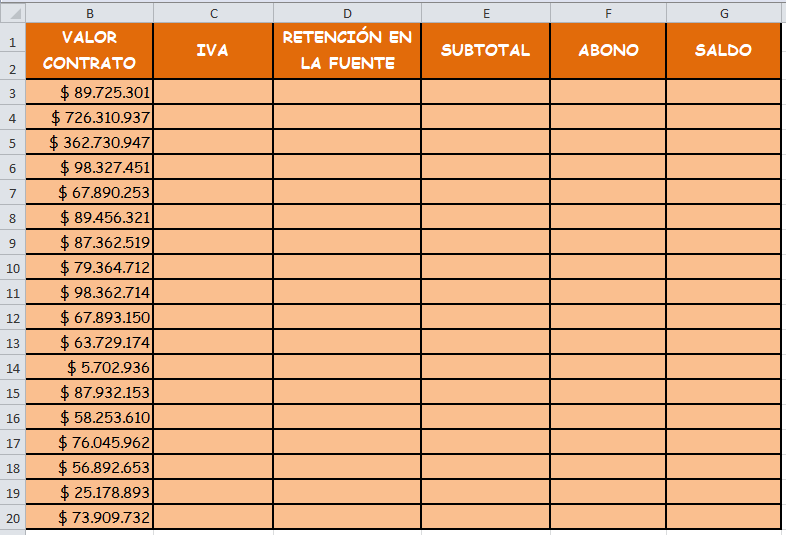 B C D E F G
1 VALOR CONTRATO IVA RETENCIÓN EN LA FUENTE SUBTOTAL ABONO SALDO
2
3 $ 89.725.301
4 $ 726.310.937
5 $ 362.730.947
6 $ 98.327.451
7 $ 67.890.253
8 $ 89.456.321
9 $ 87.362.519
10 $ 79.364.712
11 $ 98.362.714
12 $ 67.893.150
13 $ 63.729.174
14 $ 5.702.936
15 $ 87.932.153
16 $ 58.253.610
17 $ 76.045.962
18 $ 56.892.653
19 $ 25.178.893
20 $ 73.909.732